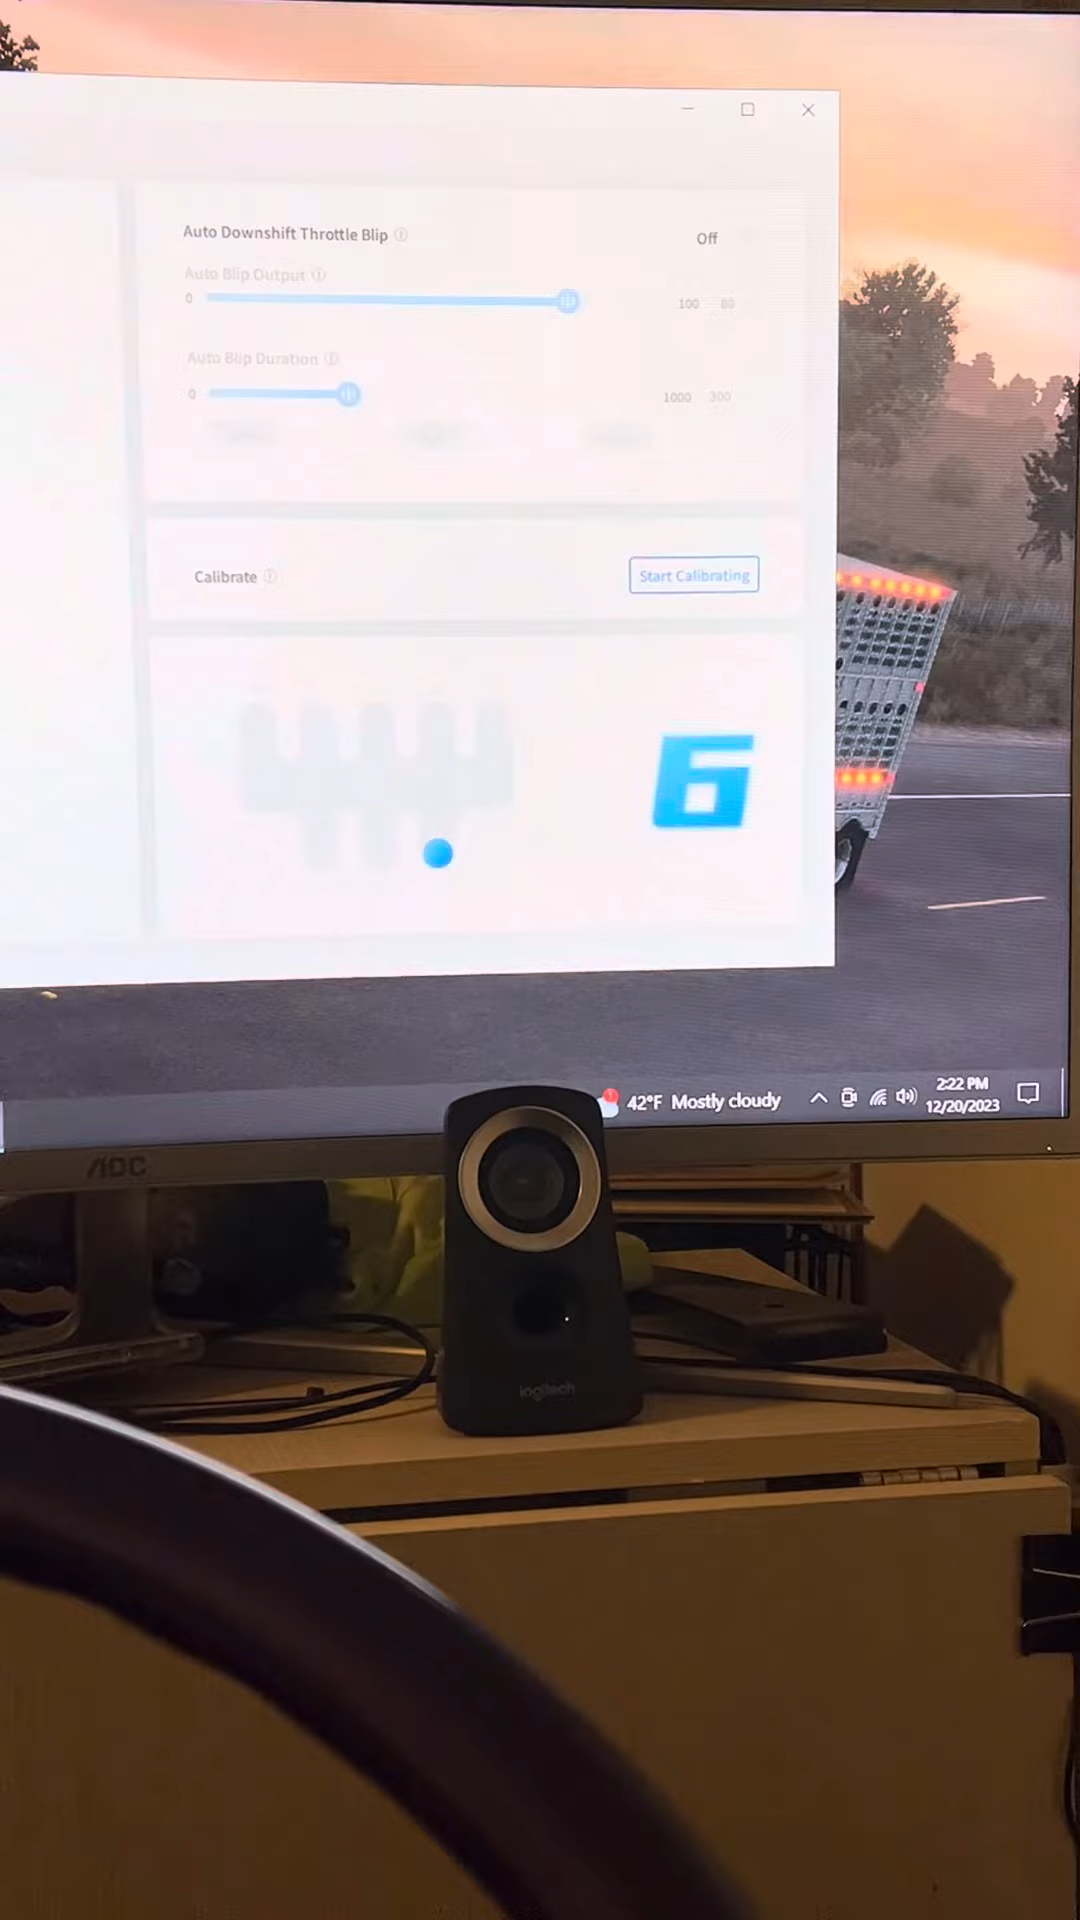 Auto Downshift Throttle Blip
Off
Auto Blip Output
0
100 80
Auto Blip Duration
0
1000 300
Calibrate
Start Calibrating
6
42°F Mostly cloudy
2:22 PM
12/20/2023
AOC
logitech